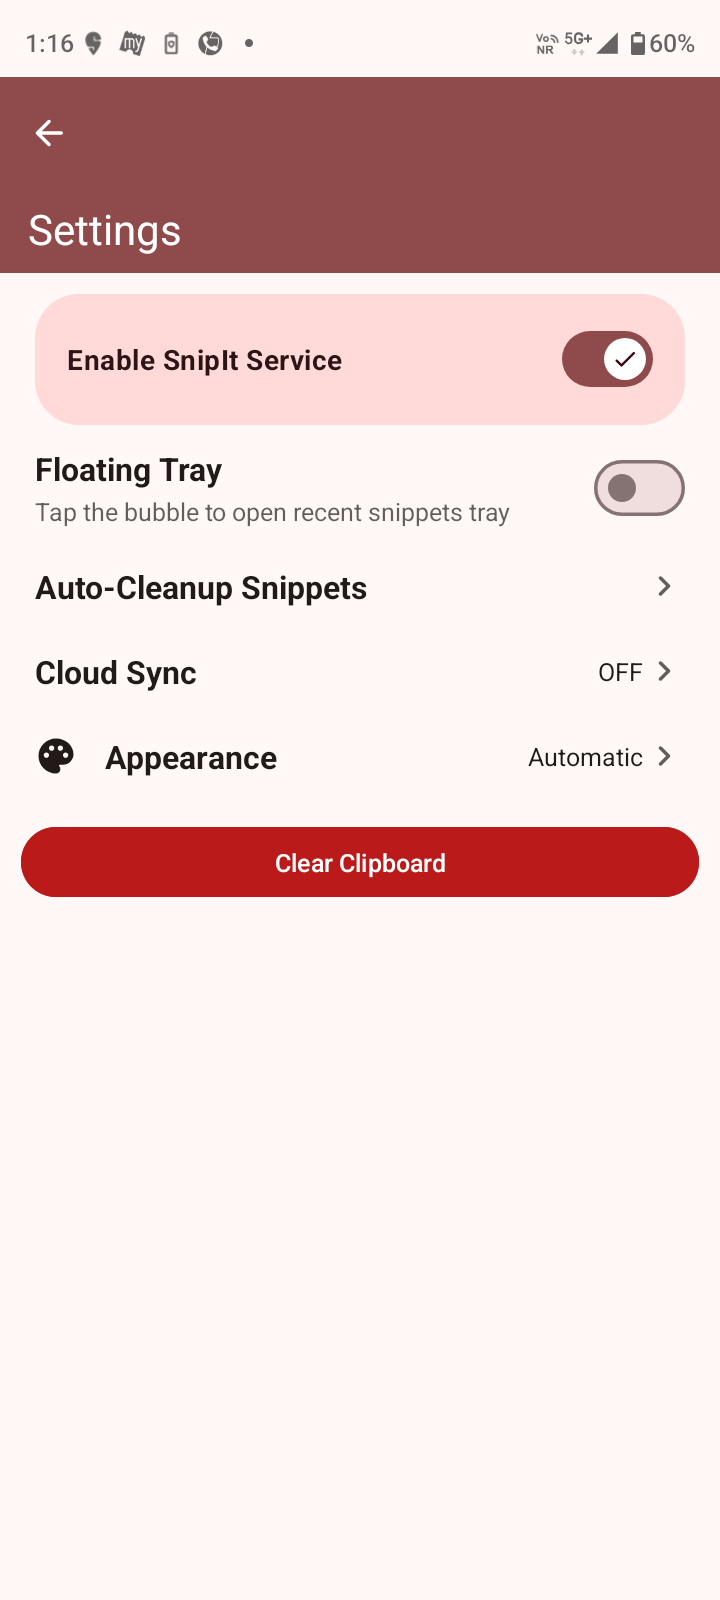 1:16 my Vo NR 5G+ 60%
Settings
Enable SnipIt Service
Floating Tray
Tap the bubble to open recent snippets tray
Auto-Cleanup Snippets
Cloud Sync OFF
Appearance Automatic
Clear Clipboard